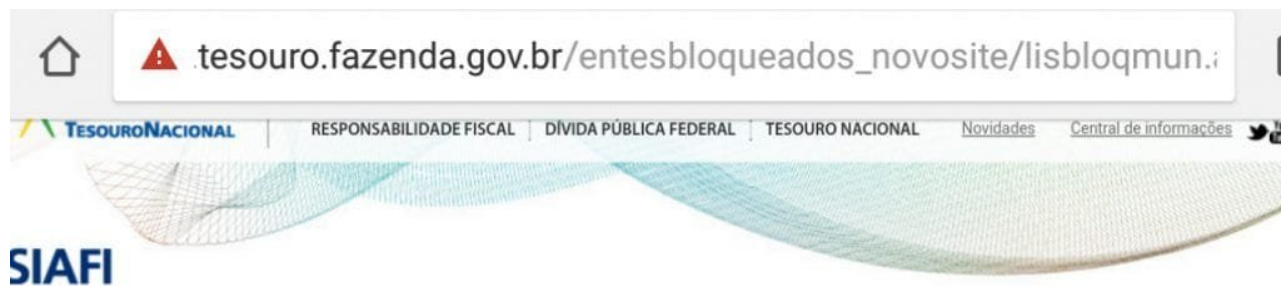 .tesouro.fazenda.gov.br/entesbloqueados_novosite/lisbloqmun.a
TESOURONACIONAL RESPONSABILIDADE FISCAL DÍVIDA PÚBLICA FEDERAL TESOURO NACIONAL Novidades Central de informações
SIAFI